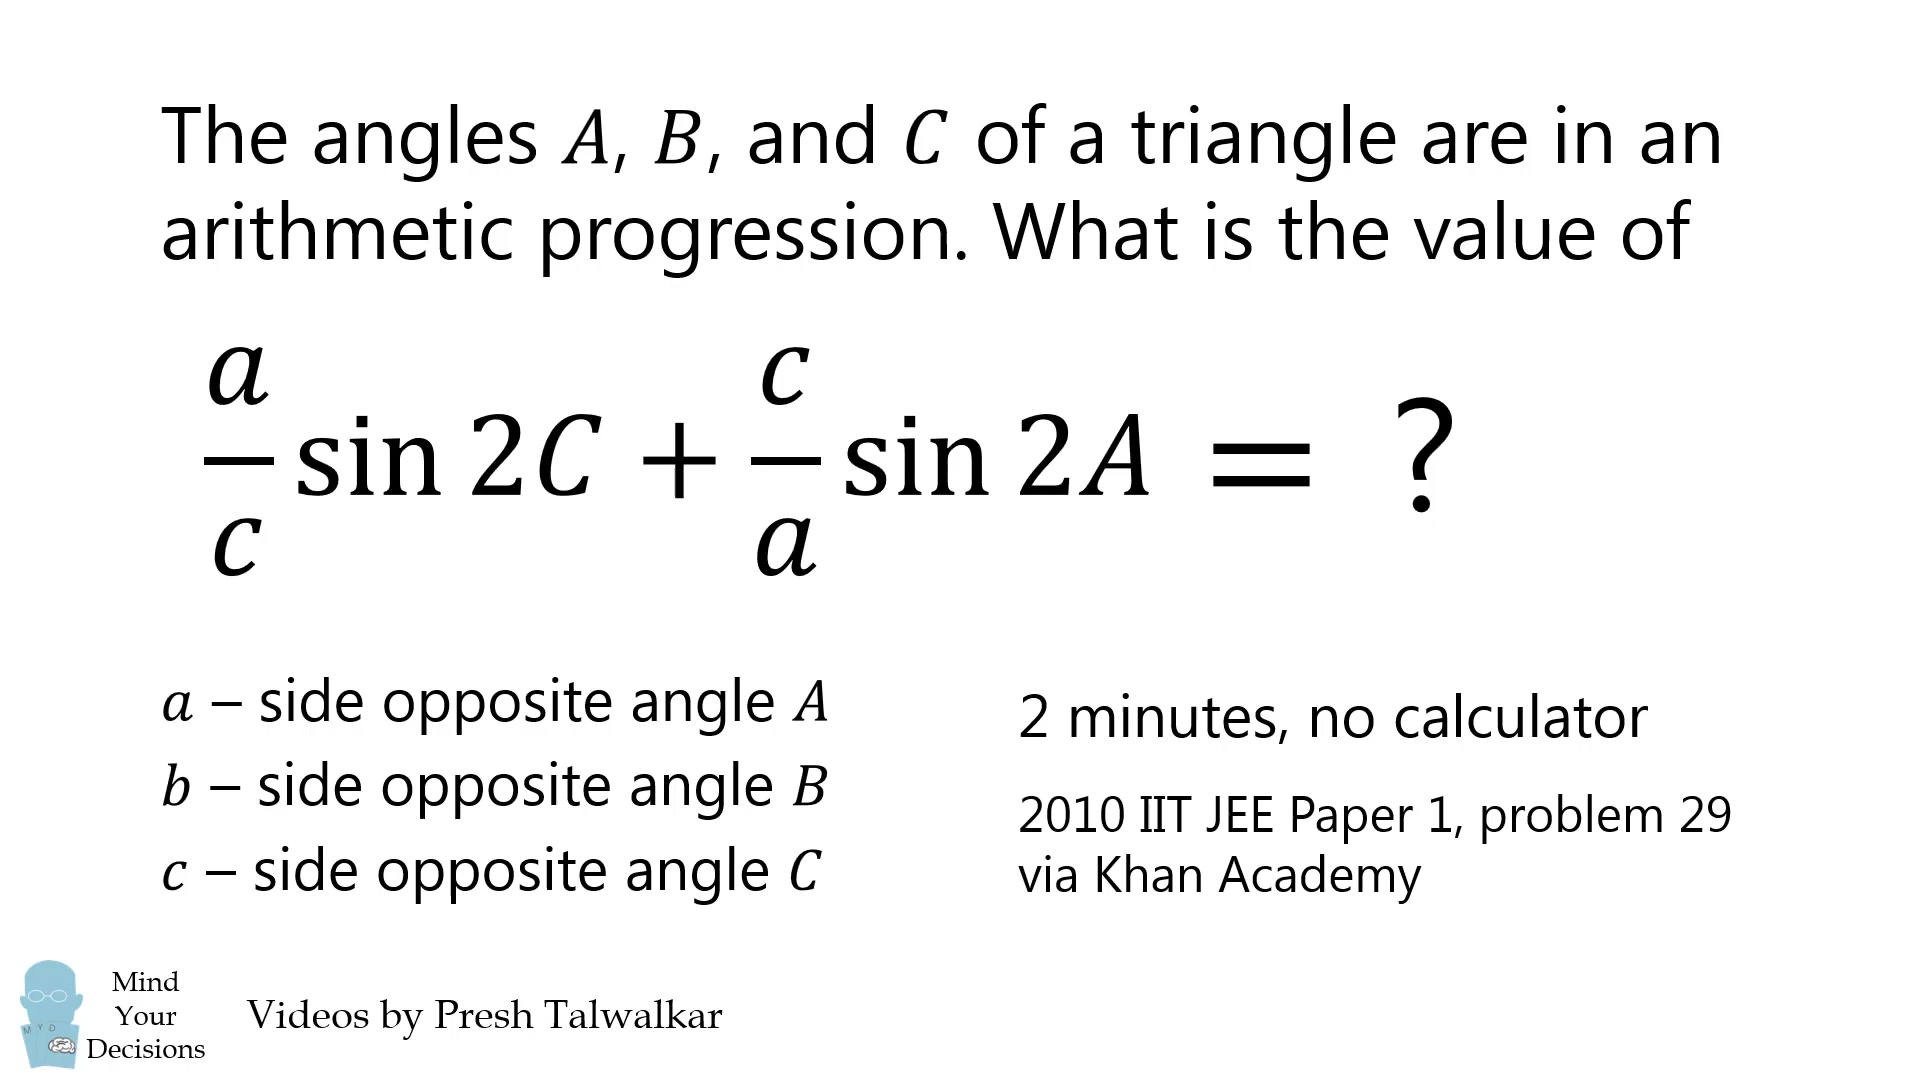 The angles A, B, and C of a triangle are in an
arithmetic progression. What is the value of
a/c sin 2C + c/a sin 2A = ?
a – side opposite angle A
b – side opposite angle B
c – side opposite angle C
2 minutes, no calculator
2010 IIT JEE Paper 1, problem 29
via Khan Academy
M Y D
Mind
Your
Decisions
Videos by Presh Talwalkar